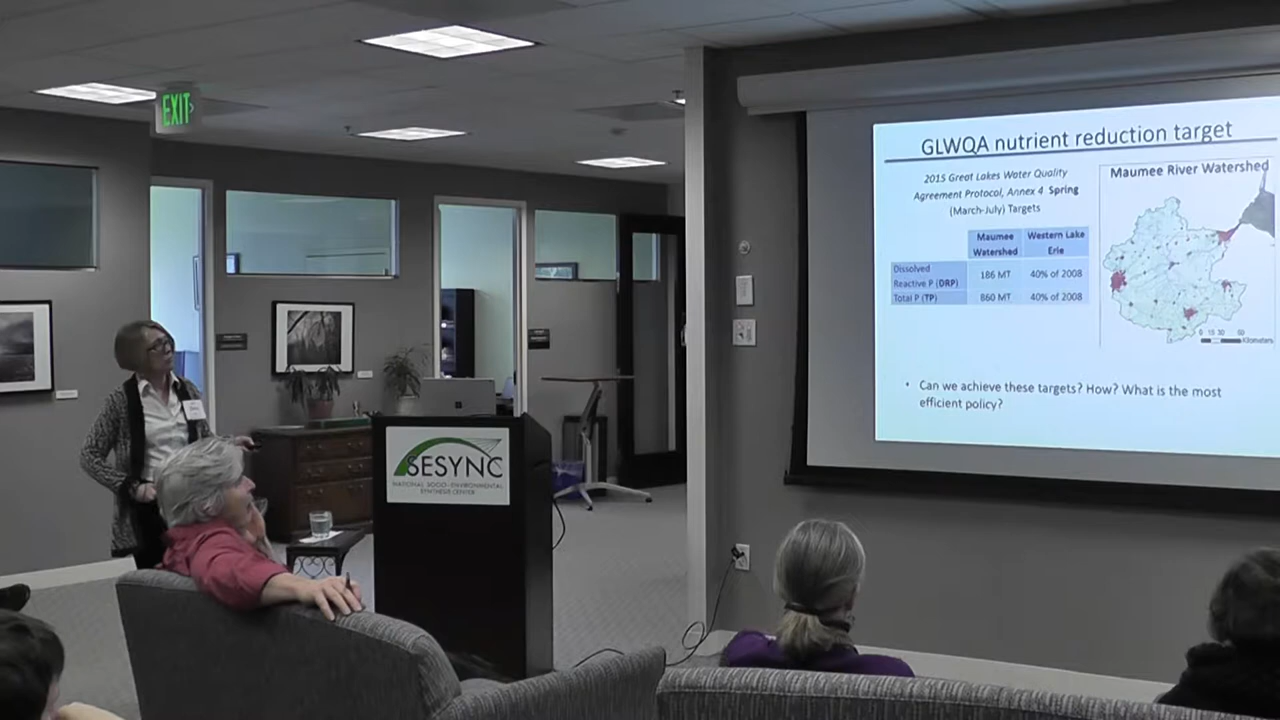 EXIT
GLWQA nutrient reduction target
2015 Great Lakes Water Quality
Agreement Protocol, Annex 4 Spring
(March-July) Targets
Maumee Watershed
Western Lake Erie
Dissolved Reactive P (DRP)
186 MT
40% of 2008
Total P (TP)
860 MT
40% of 2008
Maumee River Watershed
Kilometers
• Can we achieve these targets? How? What is the most
efficient policy?
SESYNC
NATIONAL SOCIO-ENVIRONMENTAL
SYNTHESIS CENTER